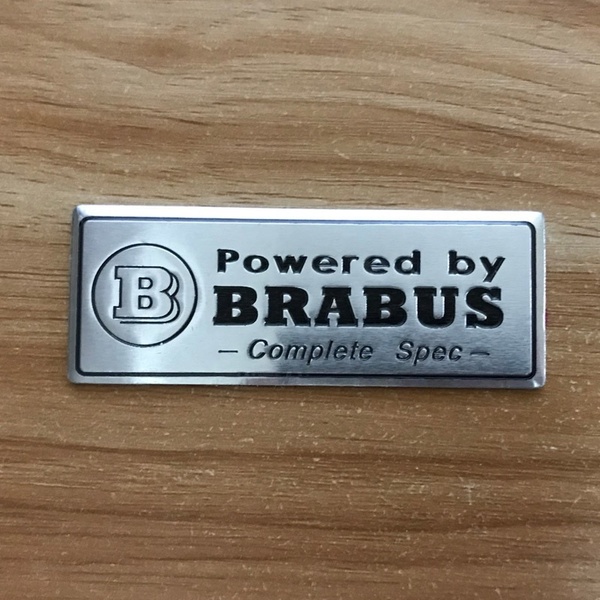 B
Powered by
BRABUS
– Complete Spec –